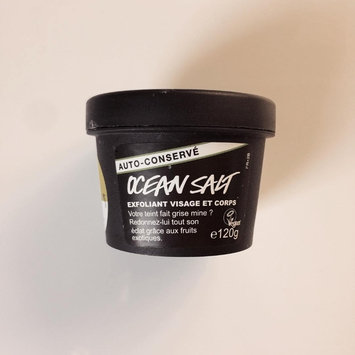 AUTO-CONSERVÉ
OCEAN SALT
EXFOLIANT VISAGE ET CORPS
Votre teint fait grise mine ?
Redonnez-lui tout son
éclat grâce aux fruits
exotiques.
Vegan
e120g